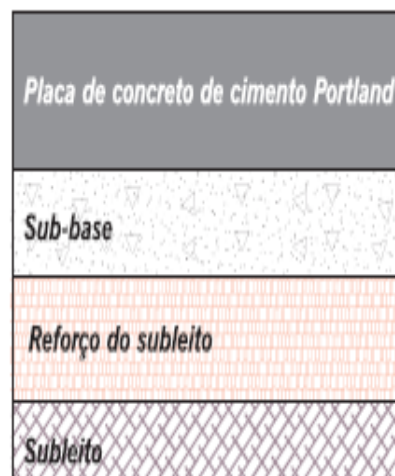 Placa de concreto de cimento Portland
Sub-base
Reforço do subleito
Subleito